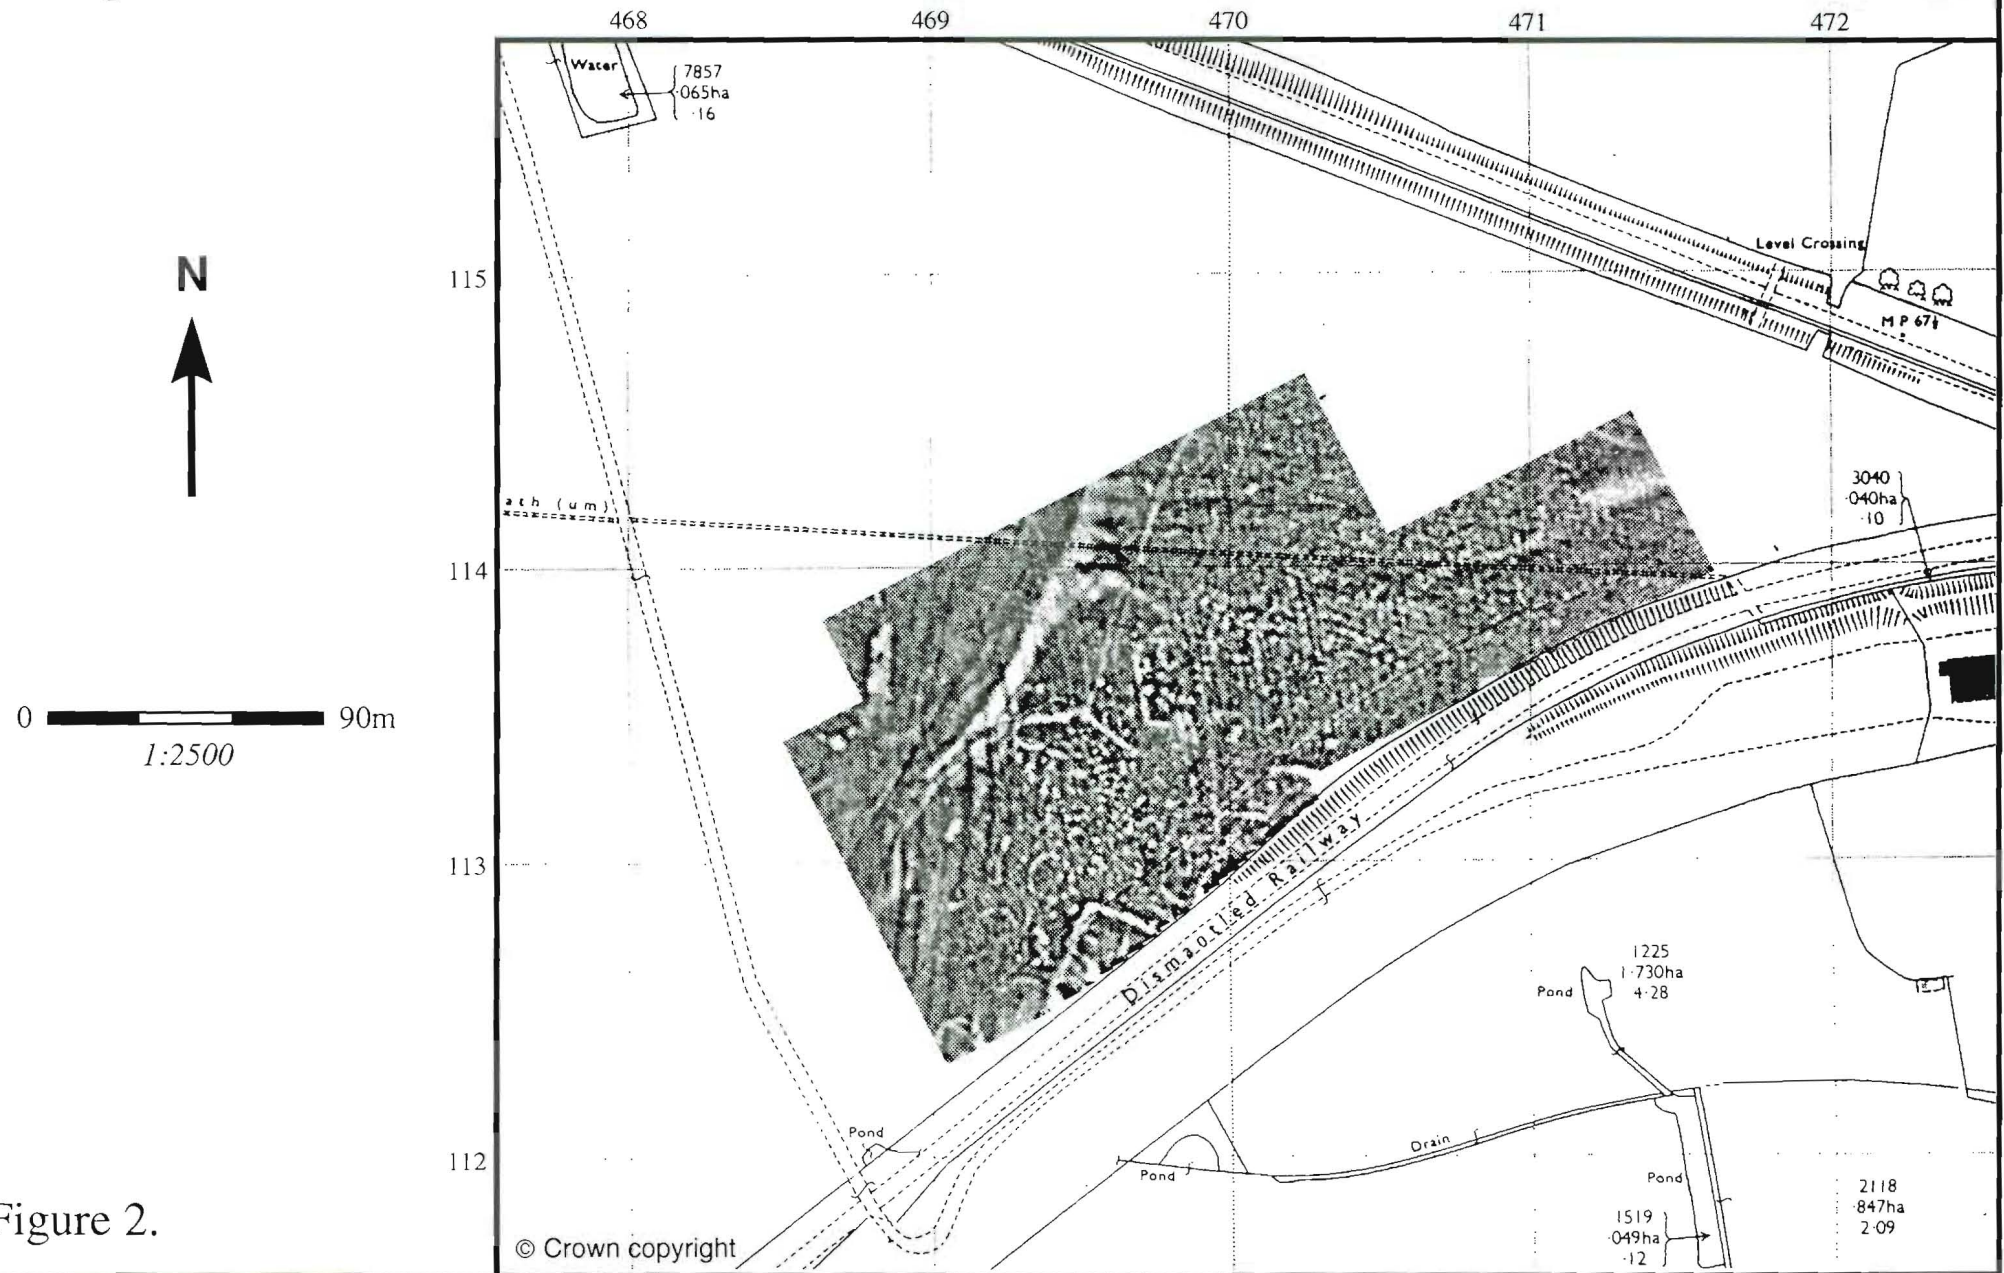 468
469
470
471
472
Water
7857
·065ha
·16
N
115
Level Crossing
M P 67½
0
90m
1:2500
ath (um)
3040
·040ha
·10
114
113
Dismantled Railway
1225
1·730ha
4·28
Pond
112
Pond
Pond
Drain
Pond
2118
·847ha
2·09
1519
·049ha
·12
Figure 2.
© Crown copyright